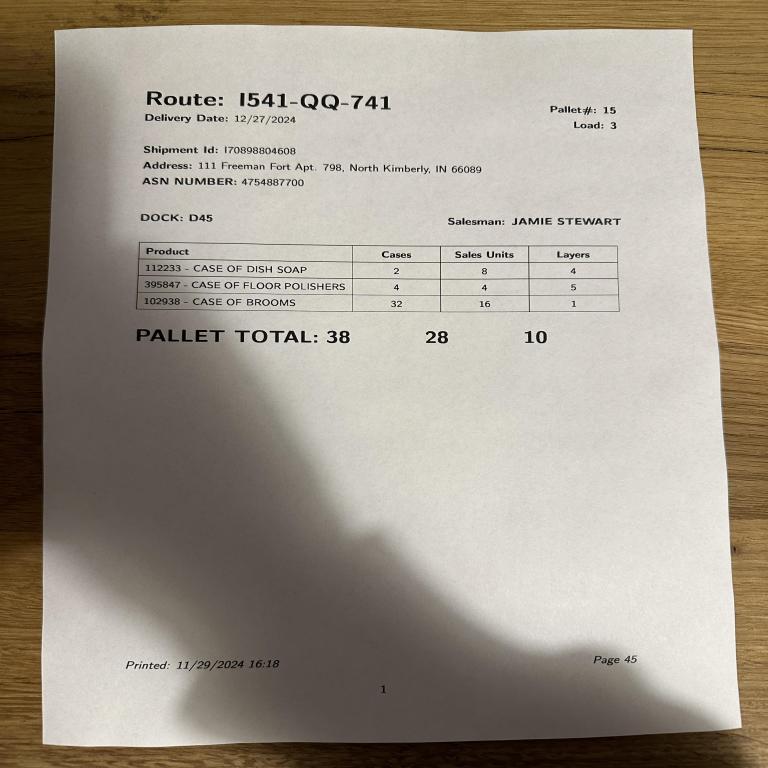 Route: I541-QQ-741
Pallet#: 15
Delivery Date: 12/27/2024
Load: 3
Shipment Id: I70898804608
Address: 111 Freeman Fort Apt. 798, North Kimberly, IN 66089
ASN NUMBER: 4754887700
DOCK: D45
Salesman: JAMIE STEWART
Product Cases Sales Units Layers
112233 - CASE OF DISH SOAP 2 8 4
395847 - CASE OF FLOOR POLISHERS 4 4 5
102938 - CASE OF BROOMS 32 16 1
PALLET TOTAL: 38 28 10
Printed: 11/29/2024 16:18
Page 45
1